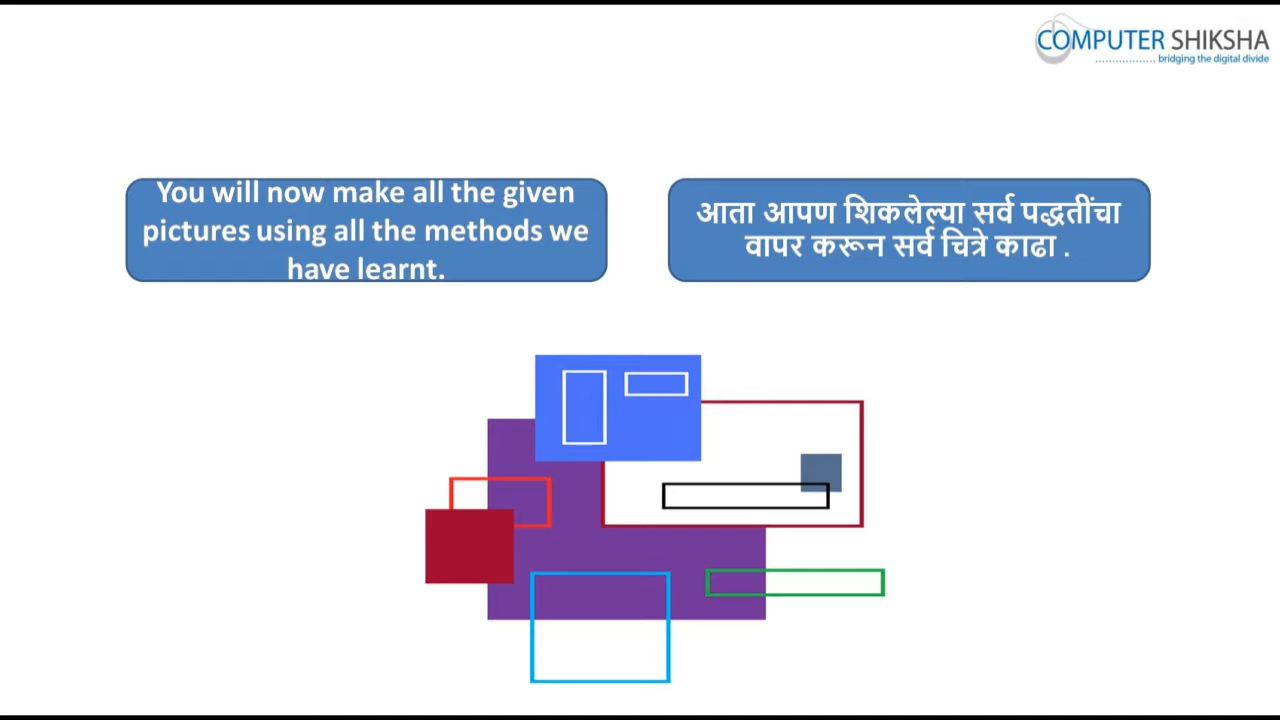 COMPUTER SHIKSHA
bridging the digital divide
You will now make all the given
pictures using all the methods we
have learnt.
आता आपण शिकलेल्या सर्व पद्धतींचा
वापर करून सर्व चित्रे काढा .